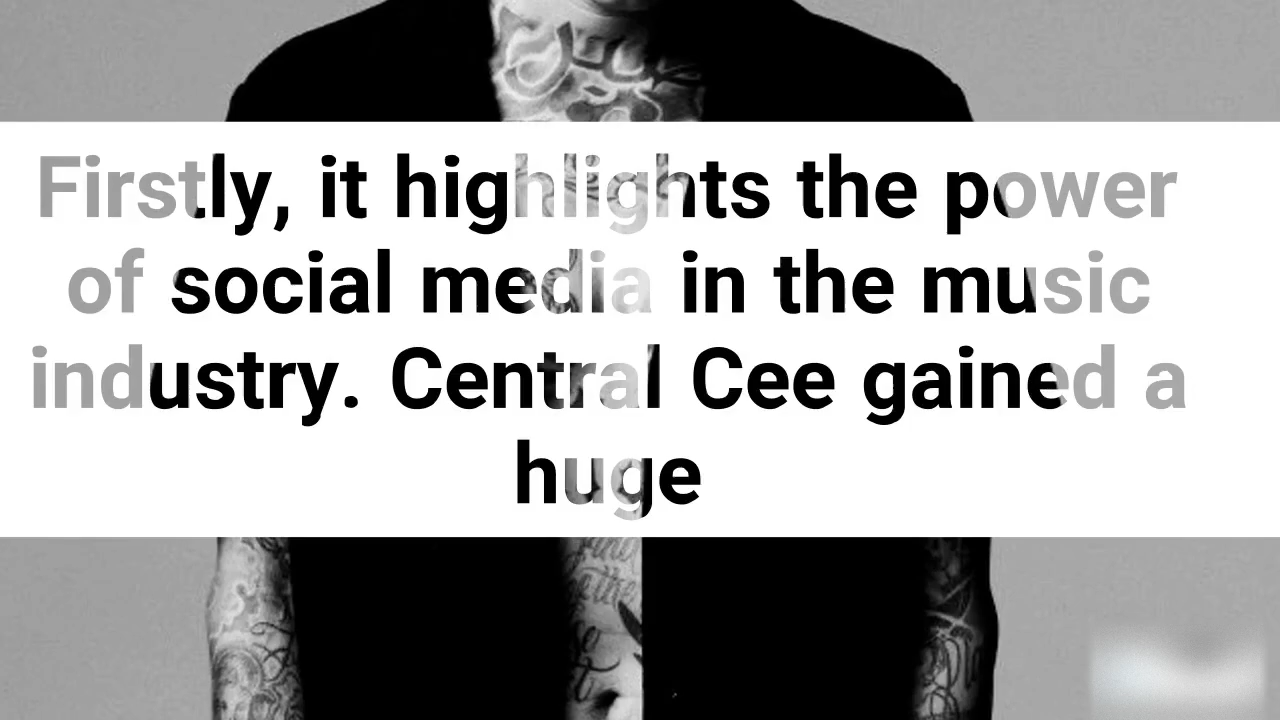 Firstly, it highlights the power
of social media in the music
industry. Central Cee gained a
huge